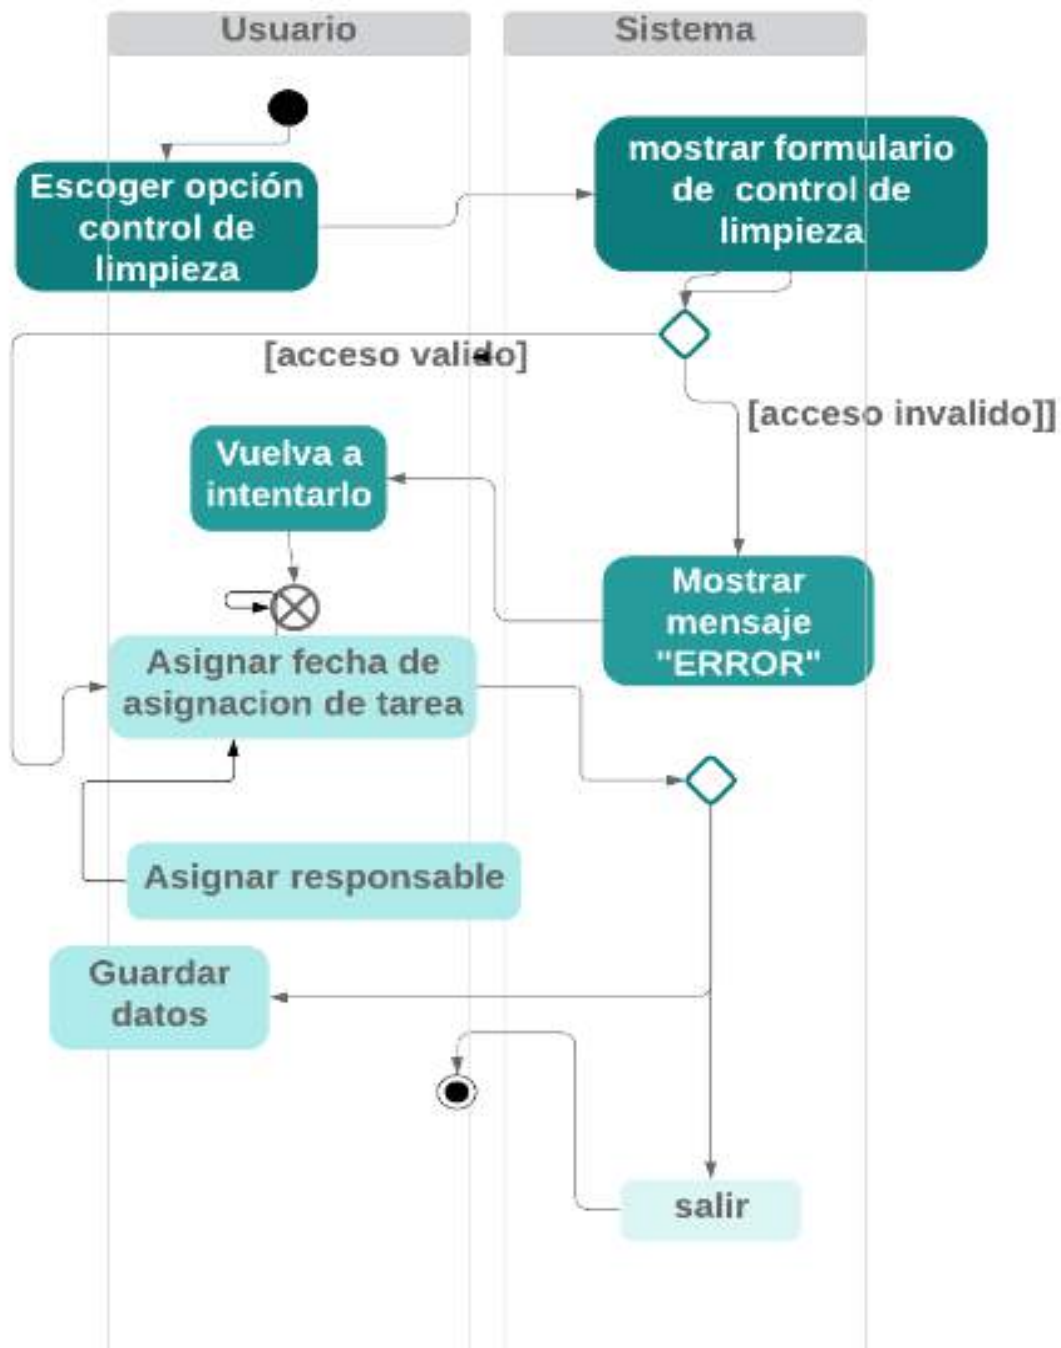 Usuario
Sistema
Escoger opción
control de
limpieza
mostrar formulario
de control de
limpieza
[acceso valido]
[acceso invalido]]
Vuelva a
intentarlo
Mostrar
mensaje
"ERROR"
Asignar fecha de
asignacion de tarea
Asignar responsable
Guardar
datos
salir